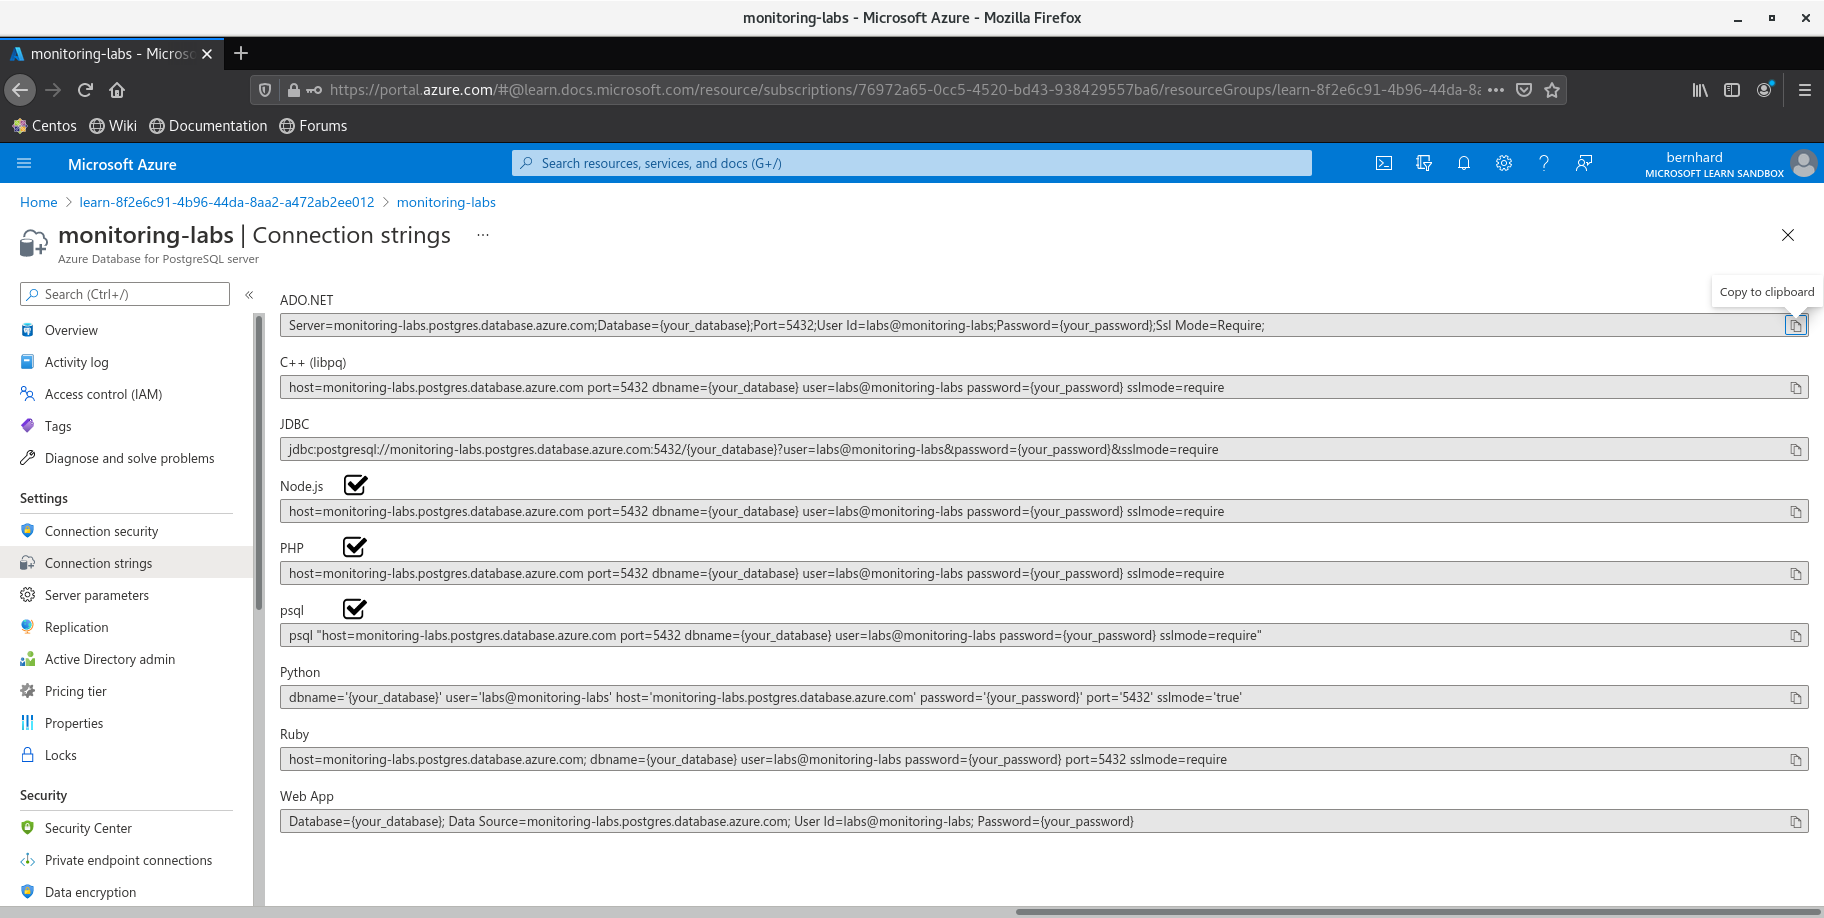 monitoring-labs - Microsoft Azure - Mozilla Firefox
monitoring-labs - Micros
https://portal.azure.com/#@learn.docs.microsoft.com/resource/subscriptions/76972a65-0cc5-4520-bd43-938429557ba6/resourceGroups/learn-8f2e6c91-4b96-44da-8a
Centos Wiki Documentation Forums
Microsoft Azure
Search resources, services, and docs (G+/)
bernhard
MICROSOFT LEARN SANDBOX
Home > learn-8f2e6c91-4b96-44da-8aa2-a472ab2ee012 > monitoring-labs
monitoring-labs | Connection strings ...
Azure Database for PostgreSQL server
Search (Ctrl+/) «
Overview
Activity log
Access control (IAM)
Tags
Diagnose and solve problems
Settings
Connection security
Connection strings
Server parameters
Replication
Active Directory admin
Pricing tier
Properties
Locks
Security
Security Center
Private endpoint connections
Data encryption
Copy to clipboard
ADO.NET
Server=monitoring-labs.postgres.database.azure.com;Database={your_database};Port=5432;User Id=labs@monitoring-labs;Password={your_password};Ssl Mode=Require;
C++ (libpq)
host=monitoring-labs.postgres.database.azure.com port=5432 dbname={your_database} user=labs@monitoring-labs password={your_password} sslmode=require
JDBC
jdbc:postgresql://monitoring-labs.postgres.database.azure.com:5432/{your_database}?user=labs@monitoring-labs&password={your_password}&sslmode=require
Node.js
host=monitoring-labs.postgres.database.azure.com port=5432 dbname={your_database} user=labs@monitoring-labs password={your_password} sslmode=require
PHP
host=monitoring-labs.postgres.database.azure.com port=5432 dbname={your_database} user=labs@monitoring-labs password={your_password} sslmode=require
psql
psql "host=monitoring-labs.postgres.database.azure.com port=5432 dbname={your_database} user=labs@monitoring-labs password={your_password} sslmode=require"
Python
dbname='{your_database}' user='labs@monitoring-labs' host='monitoring-labs.postgres.database.azure.com' password='{your_password}' port='5432' sslmode='true'
Ruby
host=monitoring-labs.postgres.database.azure.com; dbname={your_database} user=labs@monitoring-labs password={your_password} port=5432 sslmode=require
Web App
Database={your_database}; Data Source=monitoring-labs.postgres.database.azure.com; User Id=labs@monitoring-labs; Password={your_password}